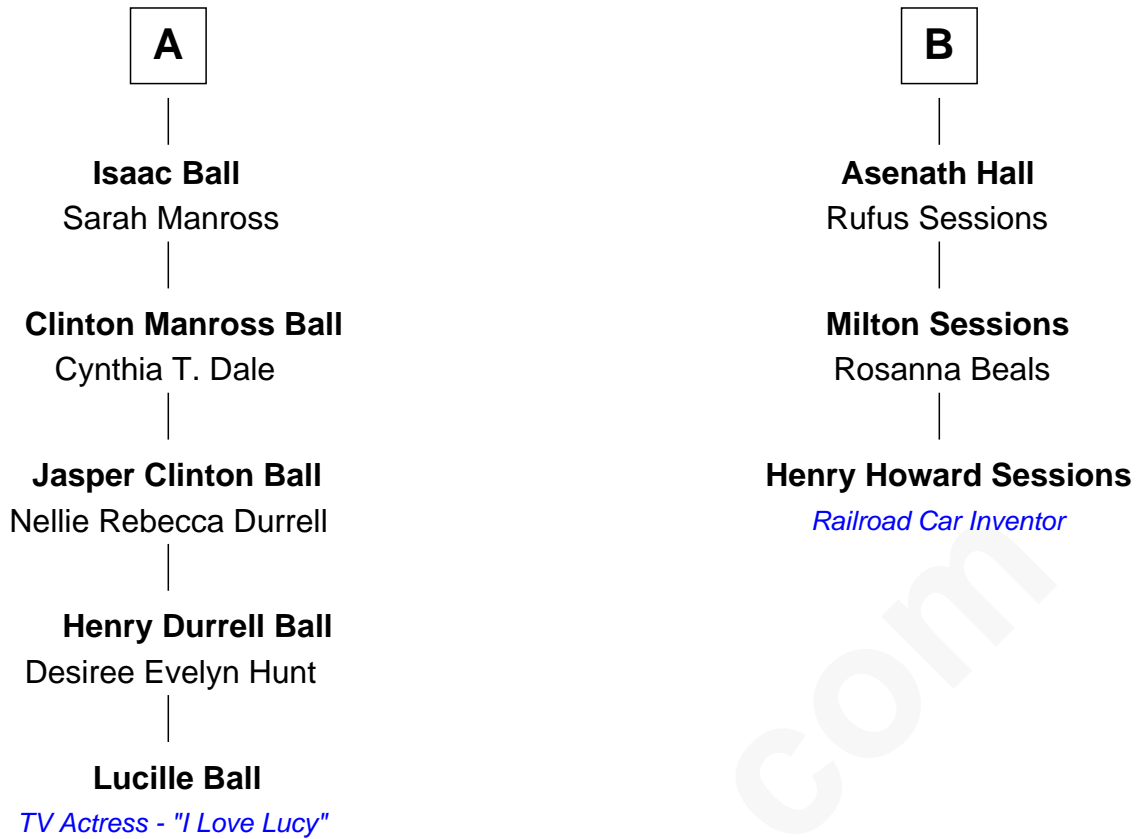 A
Isaac Ball
Sarah Manross
Clinton Manross Ball
Cynthia T. Dale
Jasper Clinton Ball
Nellie Rebecca Durrell
Henry Durrell Ball
Desiree Evelyn Hunt
Lucille Ball
TV Actress - "I Love Lucy"
B
Asenath Hall
Rufus Sessions
Milton Sessions
Rosanna Beals
Henry Howard Sessions
Railroad Car Inventor
com